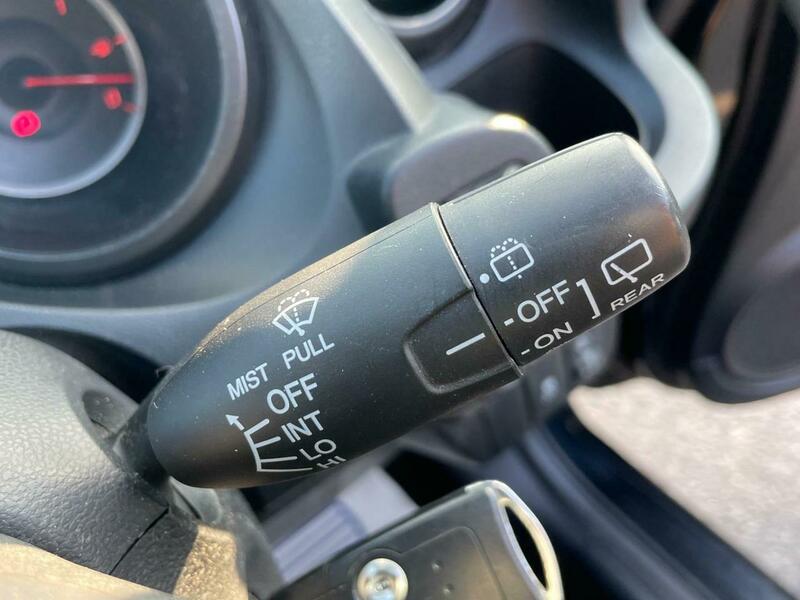 MIST PULL
OFF
INT
LO
HI
-OFF
-ON
REAR